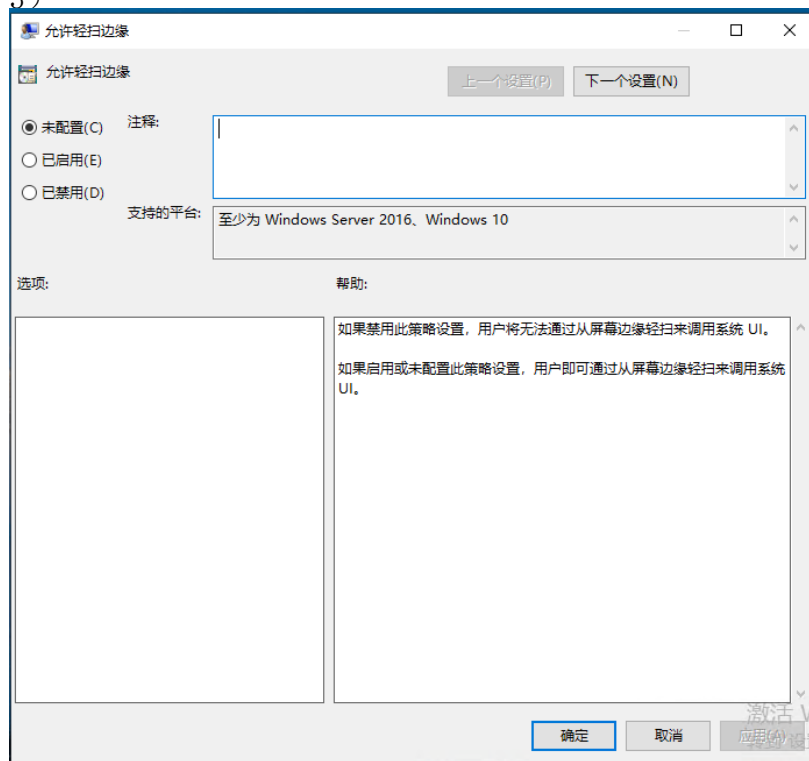 3)
允许轻扫边缘
允许轻扫边缘
上一个设置(P)
下一个设置(N)
未配置(C)
注释:
已启用(E)
已禁用(D)
支持的平台:
至少为 Windows Server 2016、Windows 10
选项:
帮助:
如果禁用此策略设置，用户将无法通过从屏幕边缘轻扫来调用系统 UI。
如果启用或未配置此策略设置，用户即可通过从屏幕边缘轻扫来调用系统
UI。
激活
确定
取消
应用(A)